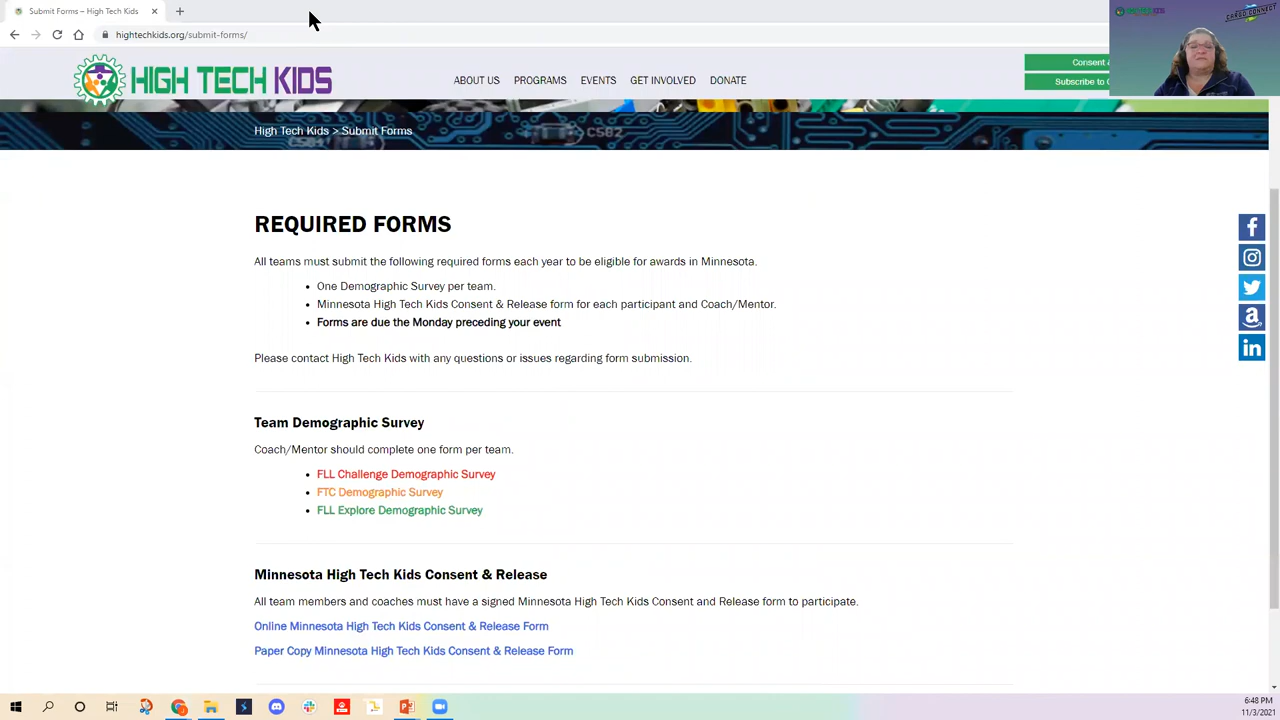 Submit Forms – High Tech Kids
hightechkids.org/submit-forms/
HIGH TECH KIDS
ABOUT US PROGRAMS EVENTS GET INVOLVED DONATE
Consent &
Subscribe to
CARGO CONNECT
High Tech Kids > Submit Forms
REQUIRED FORMS
All teams must submit the following required forms each year to be eligible for awards in Minnesota.
• One Demographic Survey per team.
• Minnesota High Tech Kids Consent & Release form for each participant and Coach/Mentor.
• Forms are due the Monday preceding your event
Please contact High Tech Kids with any questions or issues regarding form submission.
Team Demographic Survey
Coach/Mentor should complete one form per team.
• FLL Challenge Demographic Survey
• FTC Demographic Survey
• FLL Explore Demographic Survey
Minnesota High Tech Kids Consent & Release
All team members and coaches must have a signed Minnesota High Tech Kids Consent and Release form to participate.
Online Minnesota High Tech Kids Consent & Release Form
Paper Copy Minnesota High Tech Kids Consent & Release Form
6:48 PM
11/3/2021